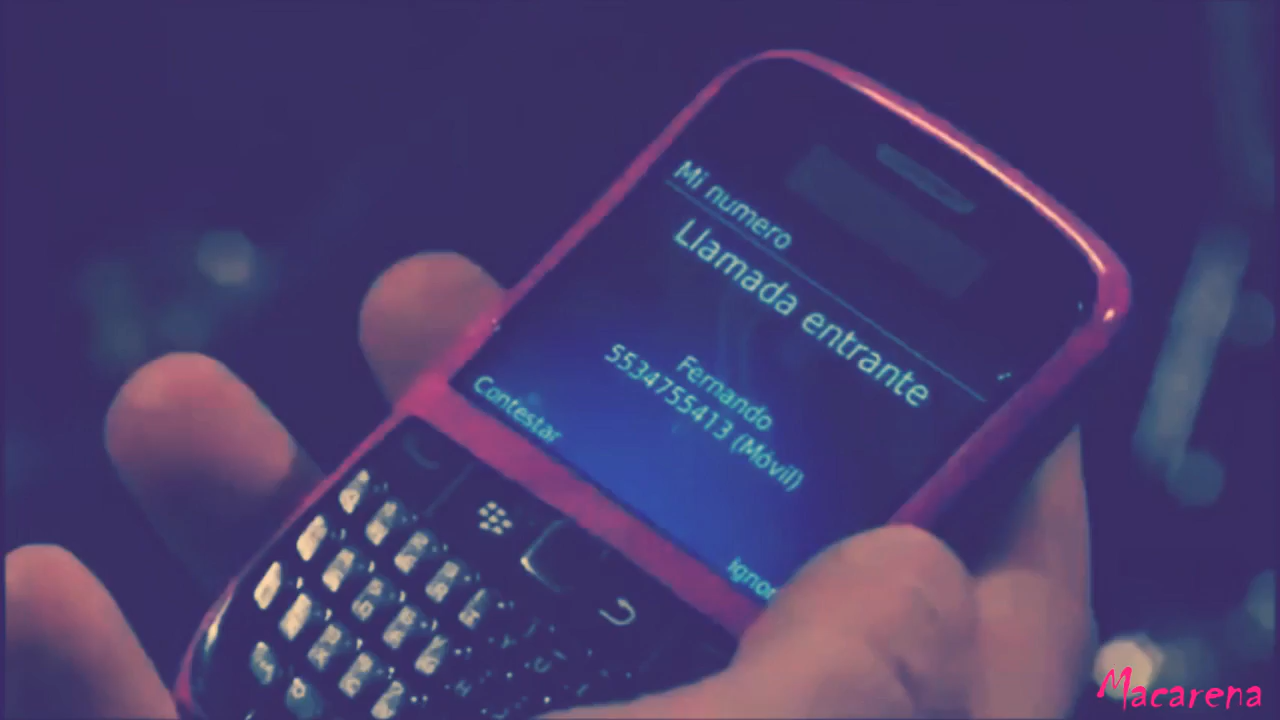 Mi numero
Llamada entrante
Fernando
5534755413 (Móvil)
Contestar
Macarena